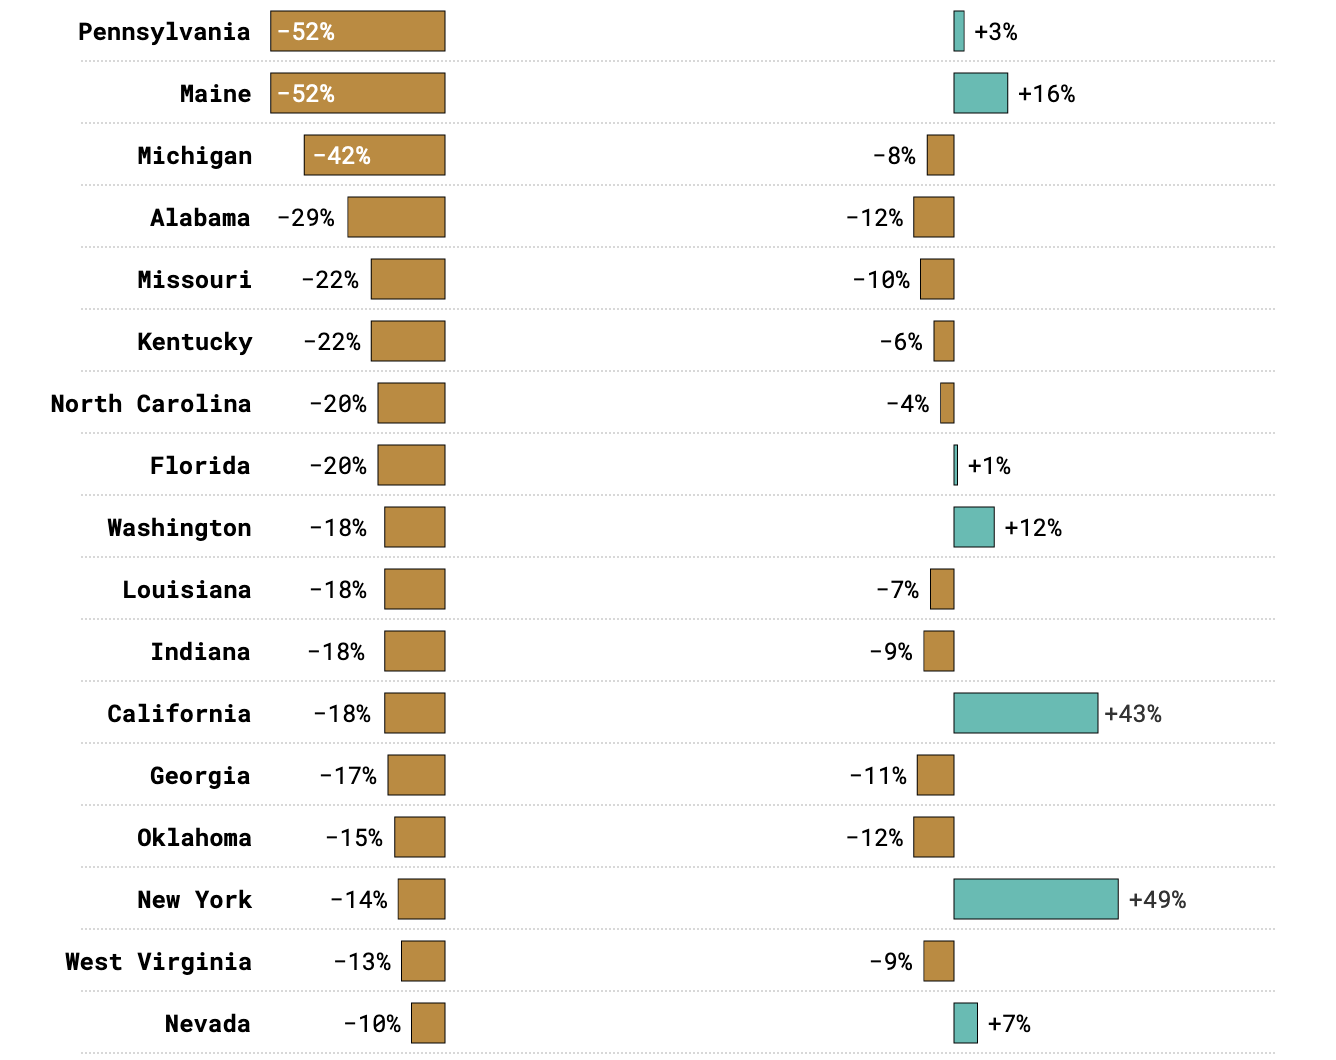 Pennsylvania −52% +3%
Maine −52% +16%
Michigan −42% −8%
Alabama −29% −12%
Missouri −22% −10%
Kentucky −22% −6%
North Carolina −20% −4%
Florida −20% +1%
Washington −18% +12%
Louisiana −18% −7%
Indiana −18% −9%
California −18% +43%
Georgia −17% −11%
Oklahoma −15% −12%
New York −14% +49%
West Virginia −13% −9%
Nevada −10% +7%